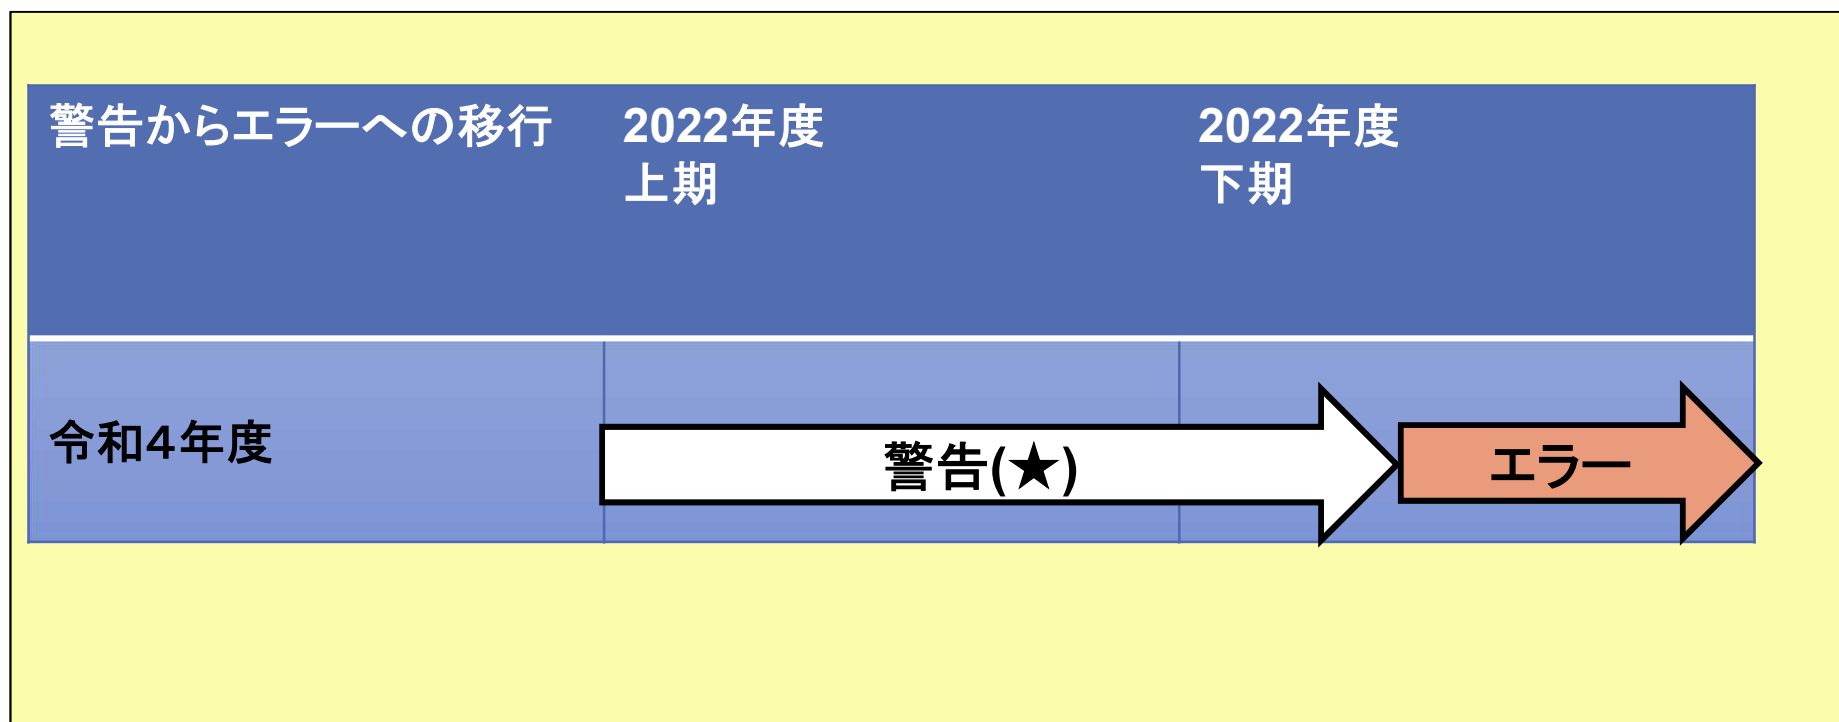 警告からエラーへの移行
2022年度
上期
2022年度
下期
令和４年度
警告(★)
エラー